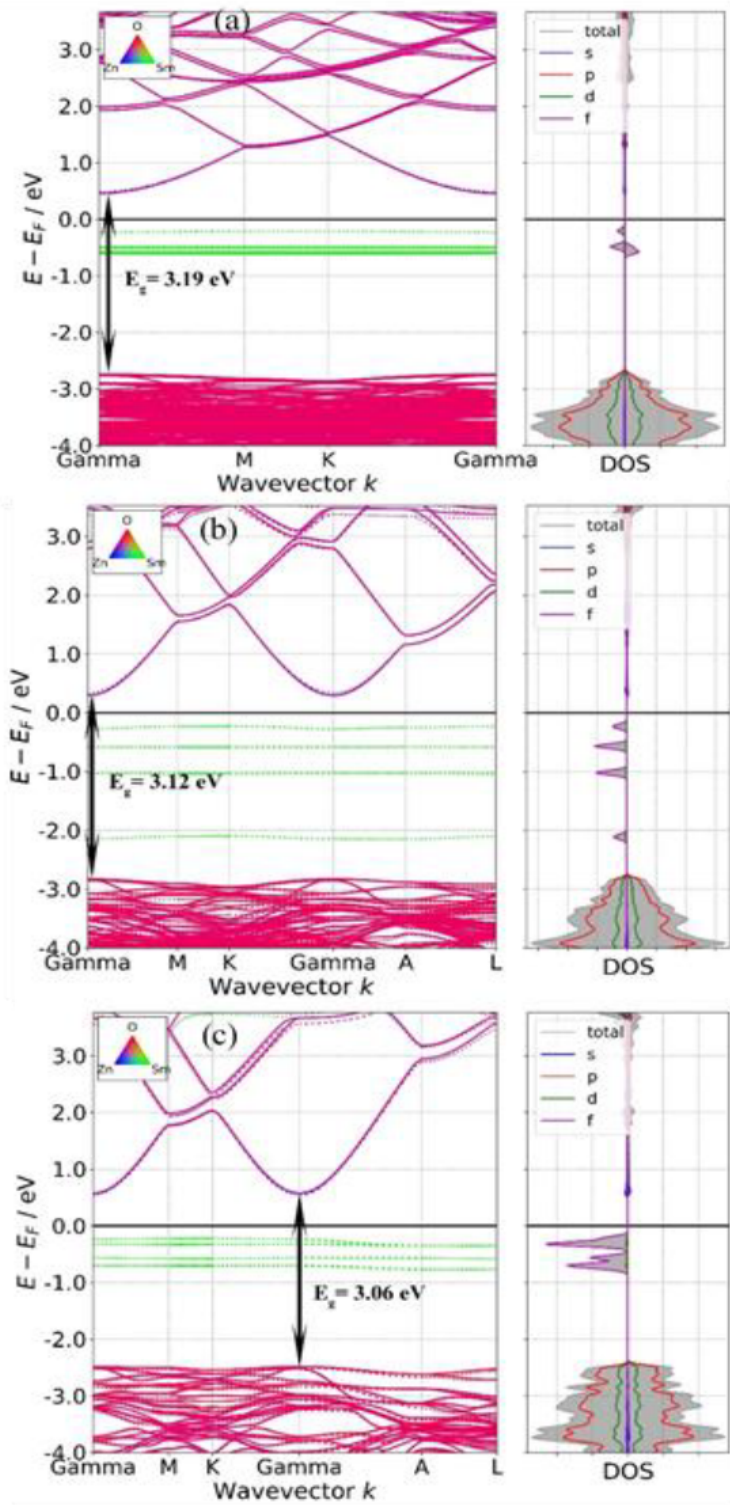 (a)
O
Zn Sm
3.0
2.0
1.0
0.0
-1.0
-2.0
-3.0
-4.0
E − E_F / eV
E_g= 3.19 eV
Gamma M K Gamma
Wavevector k
total
s
p
d
f
DOS
(b)
O
Zn Sm
3.0
2.0
1.0
0.0
-1.0
-2.0
-3.0
-4.0
E − E_F / eV
E_g= 3.12 eV
Gamma M K Gamma A L
Wavevector k
total
s
p
d
f
DOS
(c)
O
Zn Sm
3.0
2.0
1.0
0.0
-1.0
-2.0
-3.0
-4.0
E − E_F / eV
E_g= 3.06 eV
Gamma M K Gamma A L
Wavevector k
total
s
p
d
f
DOS